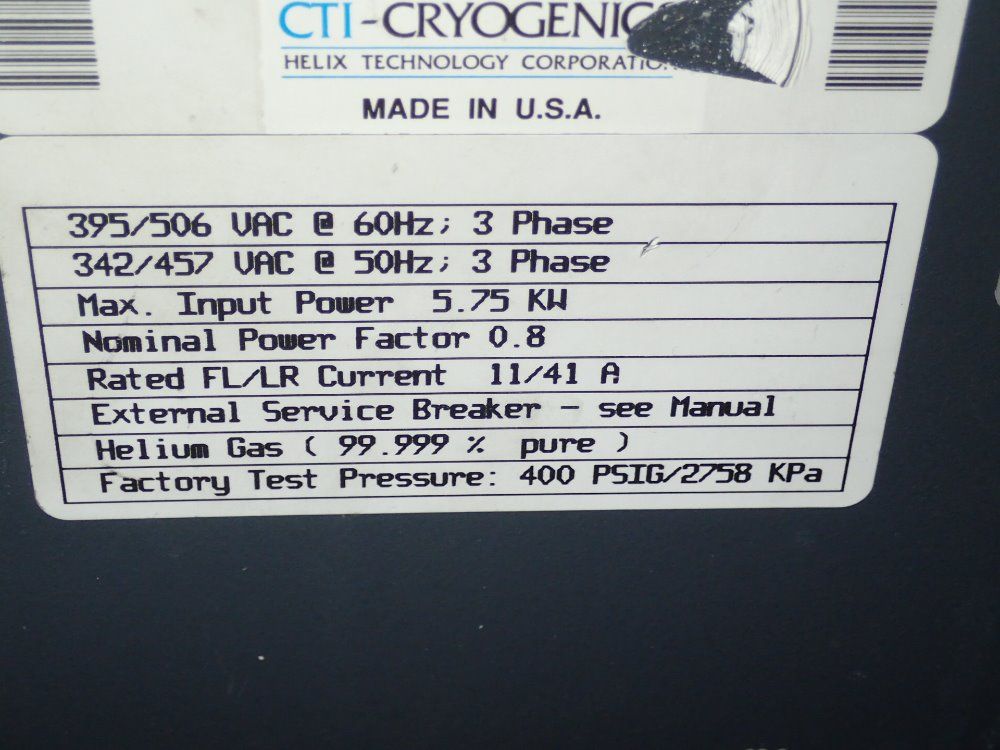 CTI-CRYOGENICS
HELIX TECHNOLOGY CORPORATION
MADE IN U.S.A.
395/506 VAC @ 60Hz; 3 Phase
342/457 VAC @ 50Hz; 3 Phase
Max. Input Power 5.75 KW
Nominal Power Factor 0.8
Rated FL/LR Current 11/41 A
External Service Breaker - see Manual
Helium Gas ( 99.999 % pure )
Factory Test Pressure: 400 PSIG/2758 KPa